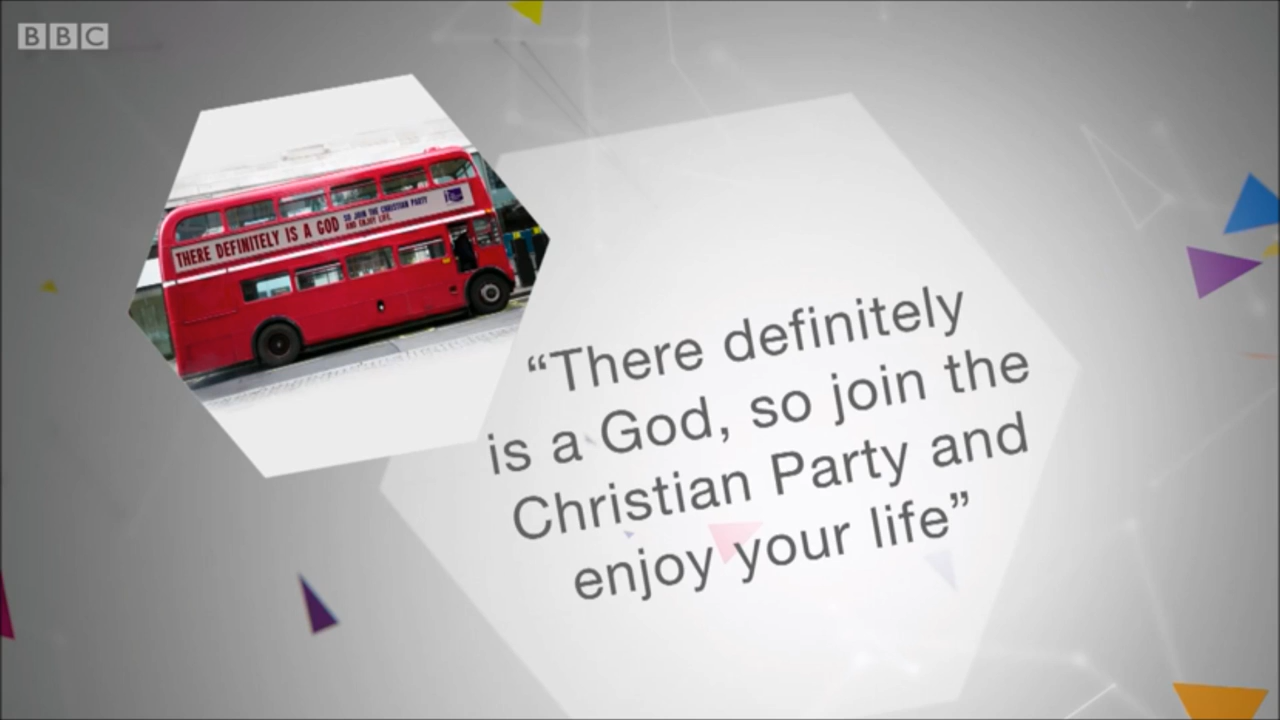 BBC
THERE DEFINITELY IS A GOD
SO JOIN THE CHRISTIAN PARTY
AND ENJOY LIFE.
“There definitely
is a God, so join the
Christian Party and
enjoy your life”